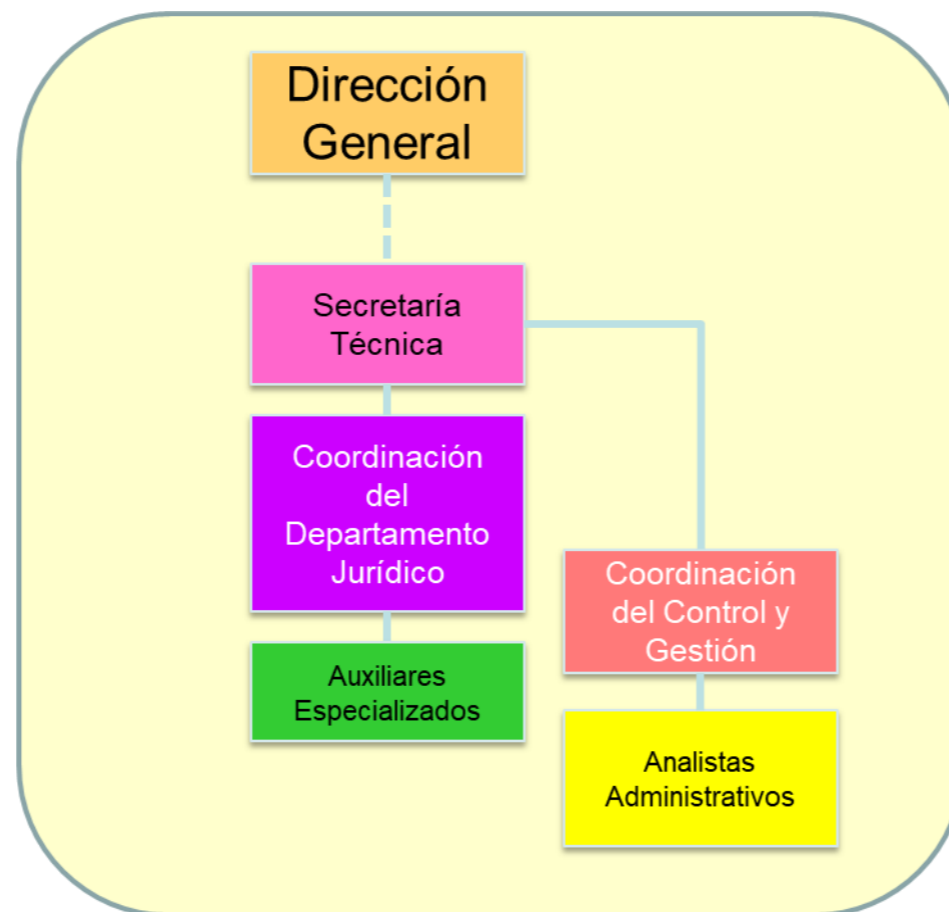 Dirección
General
Secretaría
Técnica
Coordinación
del
Departamento
Jurídico
Auxiliares
Especializados
Coordinación
del Control y
Gestión
Analistas
Administrativos